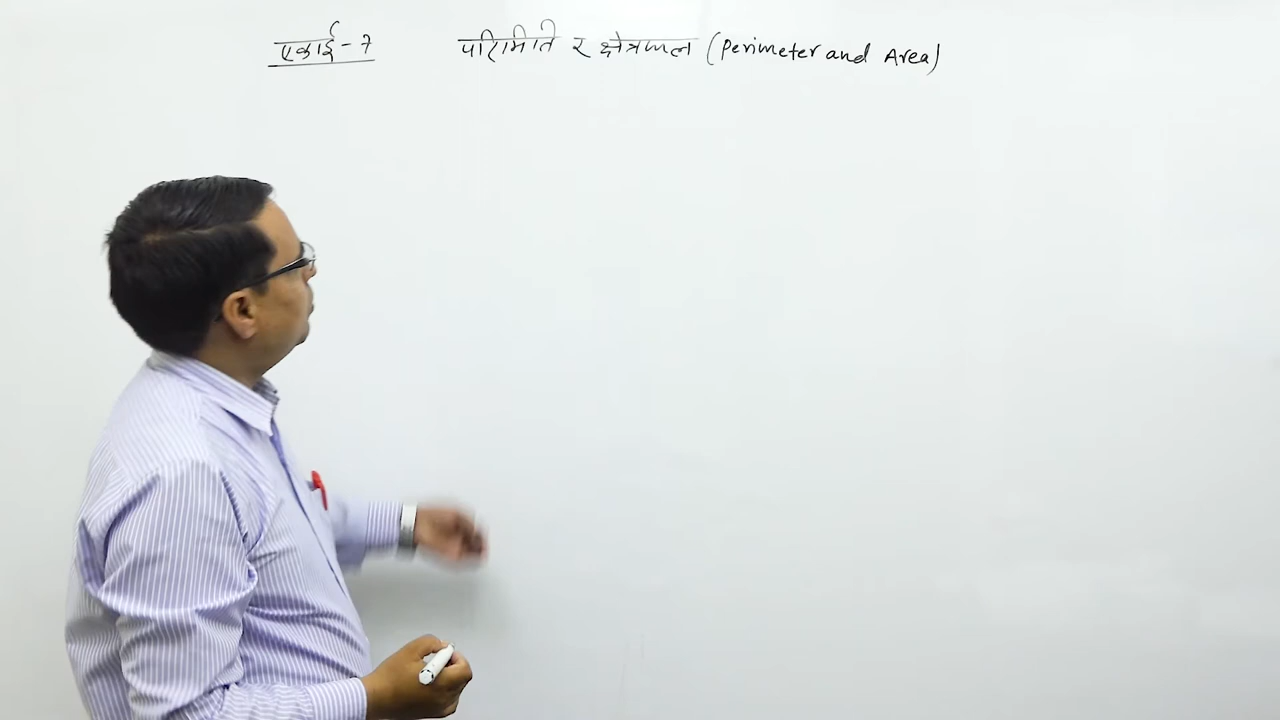 एकाई - 7 परिमिति र क्षेत्रफल (Perimeter and Area)